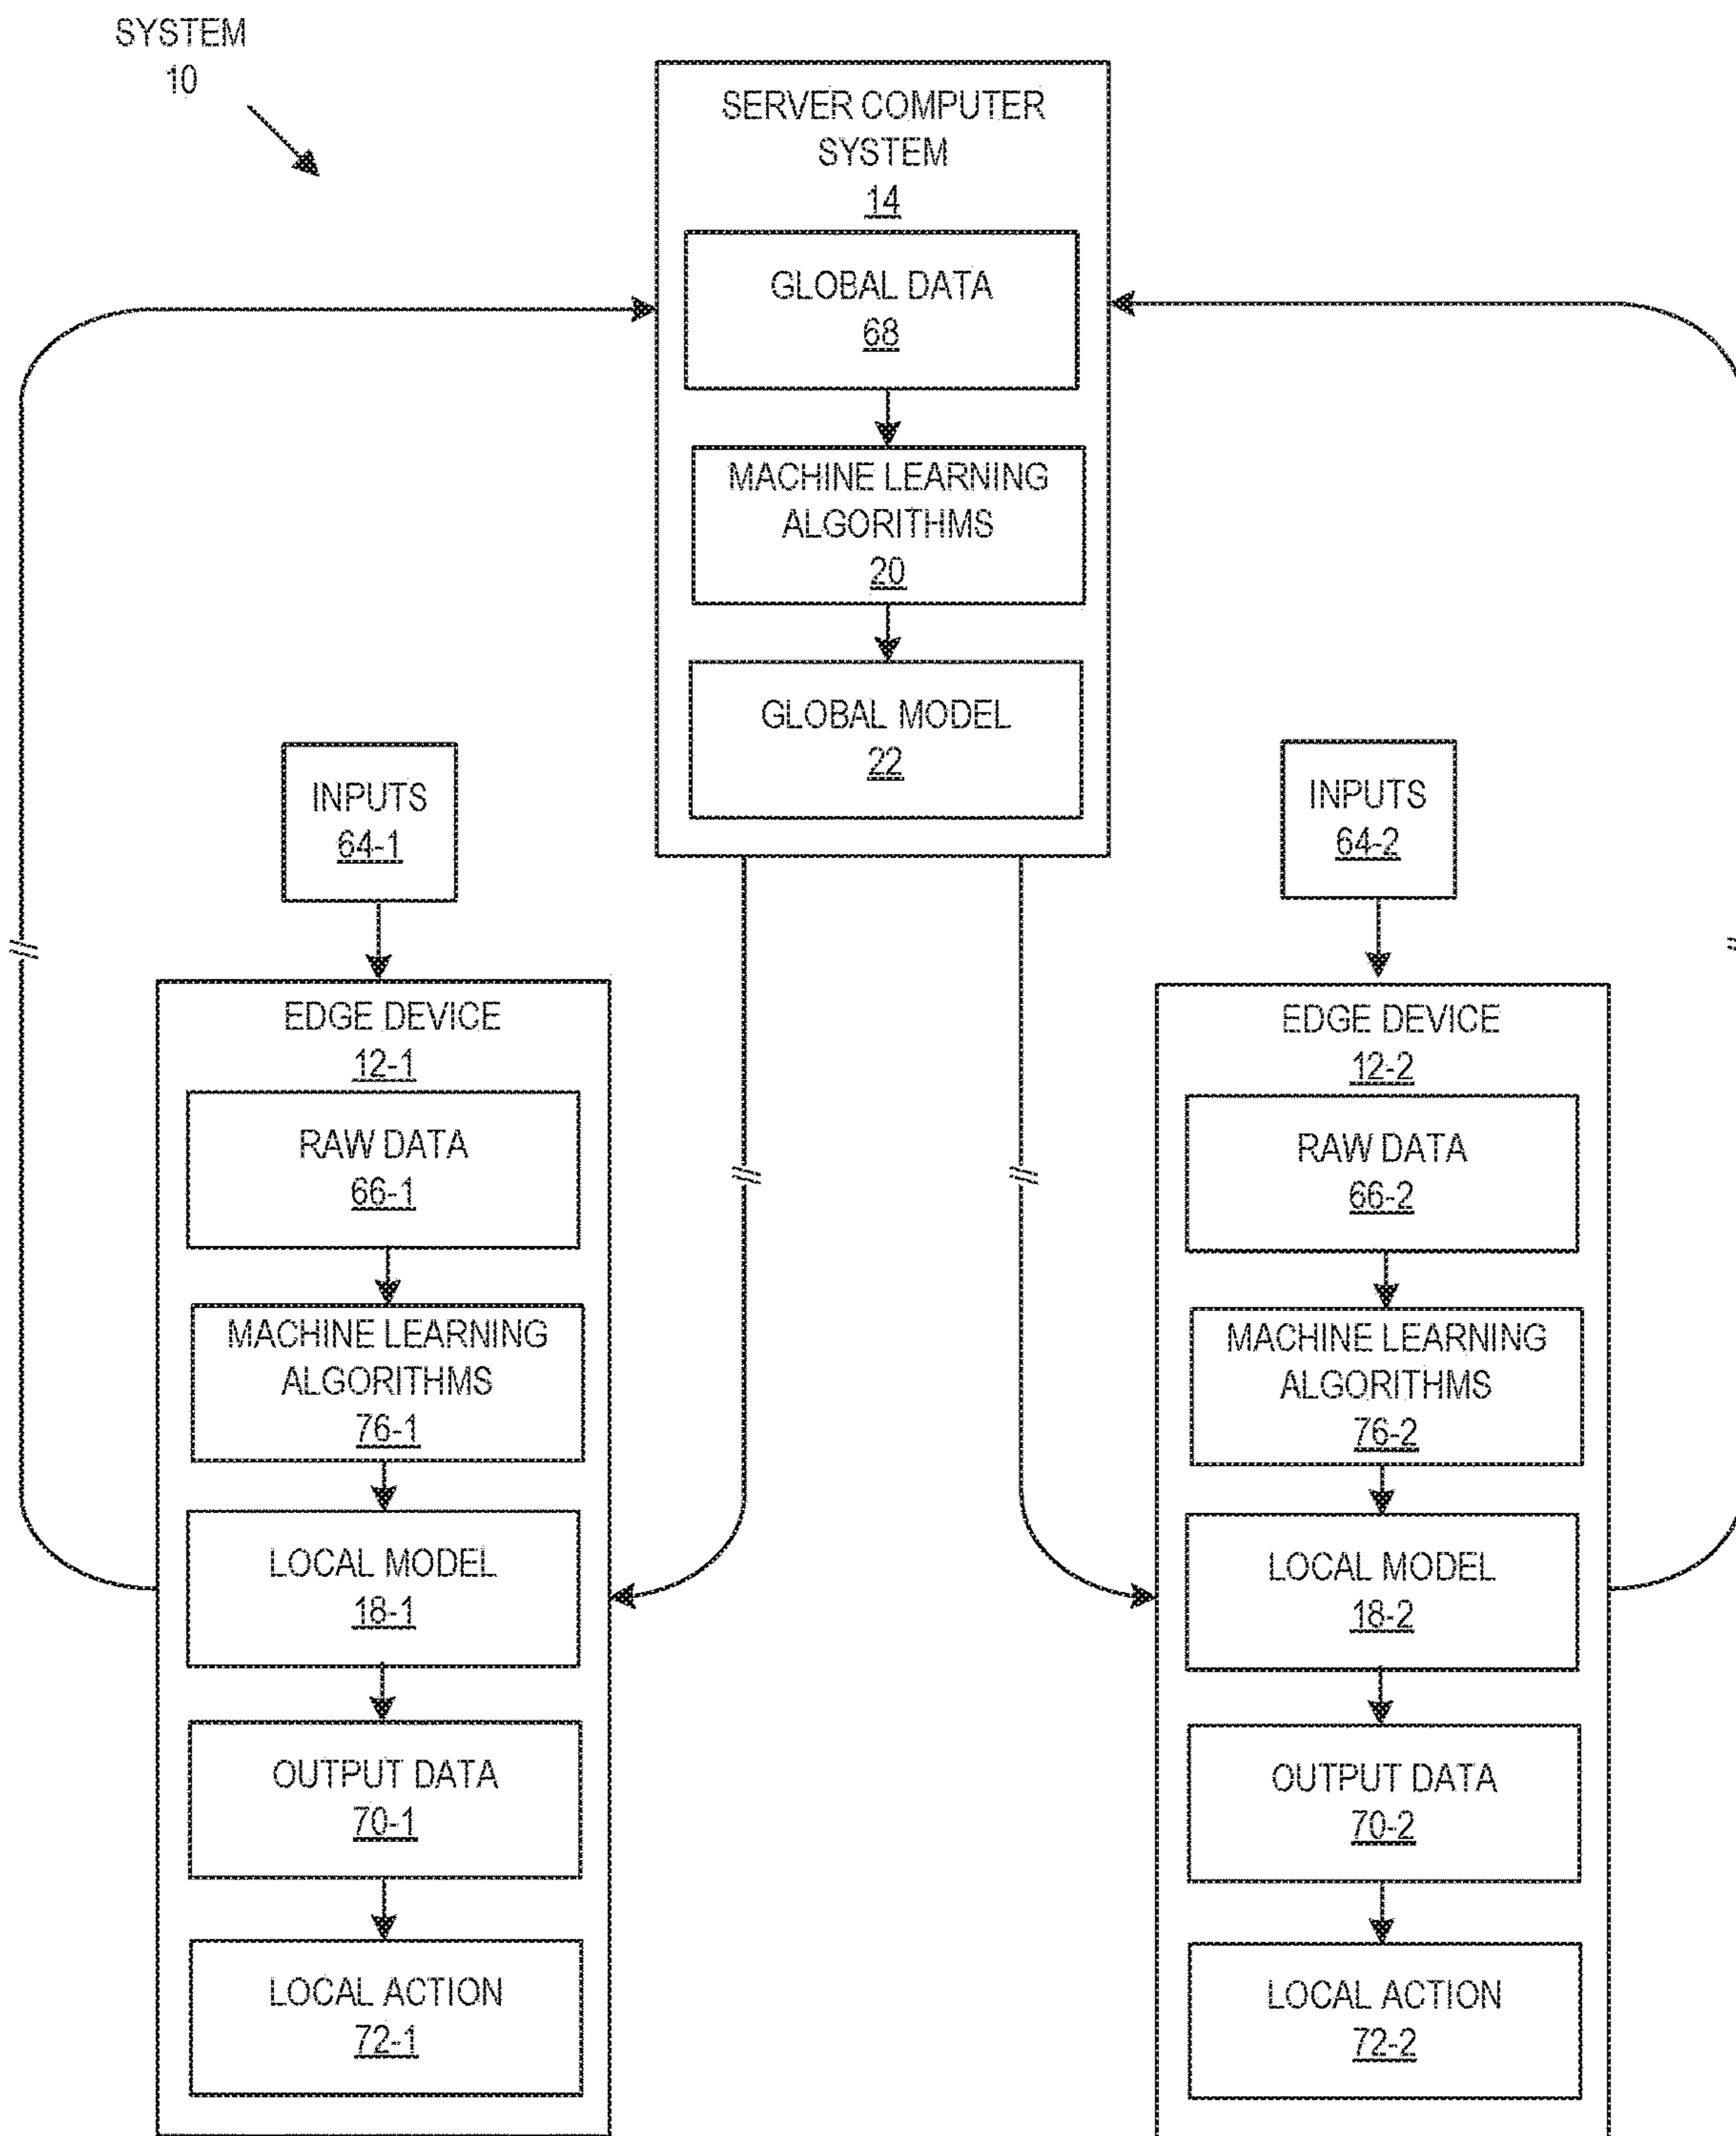 SYSTEM
10
SERVER COMPUTER
SYSTEM
14
GLOBAL DATA
68
MACHINE LEARNING
ALGORITHMS
20
GLOBAL MODEL
22
INPUTS
64-1
INPUTS
64-2
EDGE DEVICE
12-1
RAW DATA
66-1
MACHINE LEARNING
ALGORITHMS
76-1
LOCAL MODEL
18-1
OUTPUT DATA
70-1
LOCAL ACTION
72-1
EDGE DEVICE
12-2
RAW DATA
66-2
MACHINE LEARNING
ALGORITHMS
76-2
LOCAL MODEL
18-2
OUTPUT DATA
70-2
LOCAL ACTION
72-2